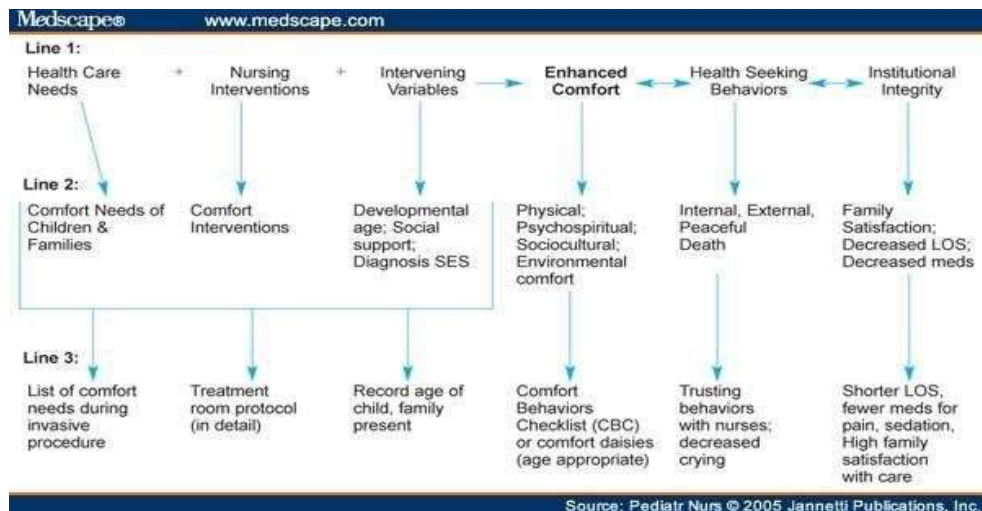 Medscape® www.medscape.com
Line 1:
Health Care
Needs
+
Nursing
Interventions
+
Intervening
Variables
Enhanced
Comfort
Health Seeking
Behaviors
Institutional
Integrity
Line 2:
Comfort Needs of
Children &
Families
Comfort
Interventions
Developmental
age; Social
support;
Diagnosis SES
Physical;
Psychospiritual;
Sociocultural;
Environmental
comfort
Internal, External,
Peaceful
Death
Family
Satisfaction;
Decreased LOS;
Decreased meds
Line 3:
List of comfort
needs during
invasive
procedure
Treatment
room protocol
(in detail)
Record age of
child, family
present
Comfort
Behaviors
Checklist (CBC)
or comfort daisies
(age appropriate)
Trusting
behaviors
with nurses;
decreased
crying
Shorter LOS,
fewer meds for
pain, sedation,
High family
satisfaction
with care
Source: Pediatr Nurs © 2005 Jannetti Publications, Inc.